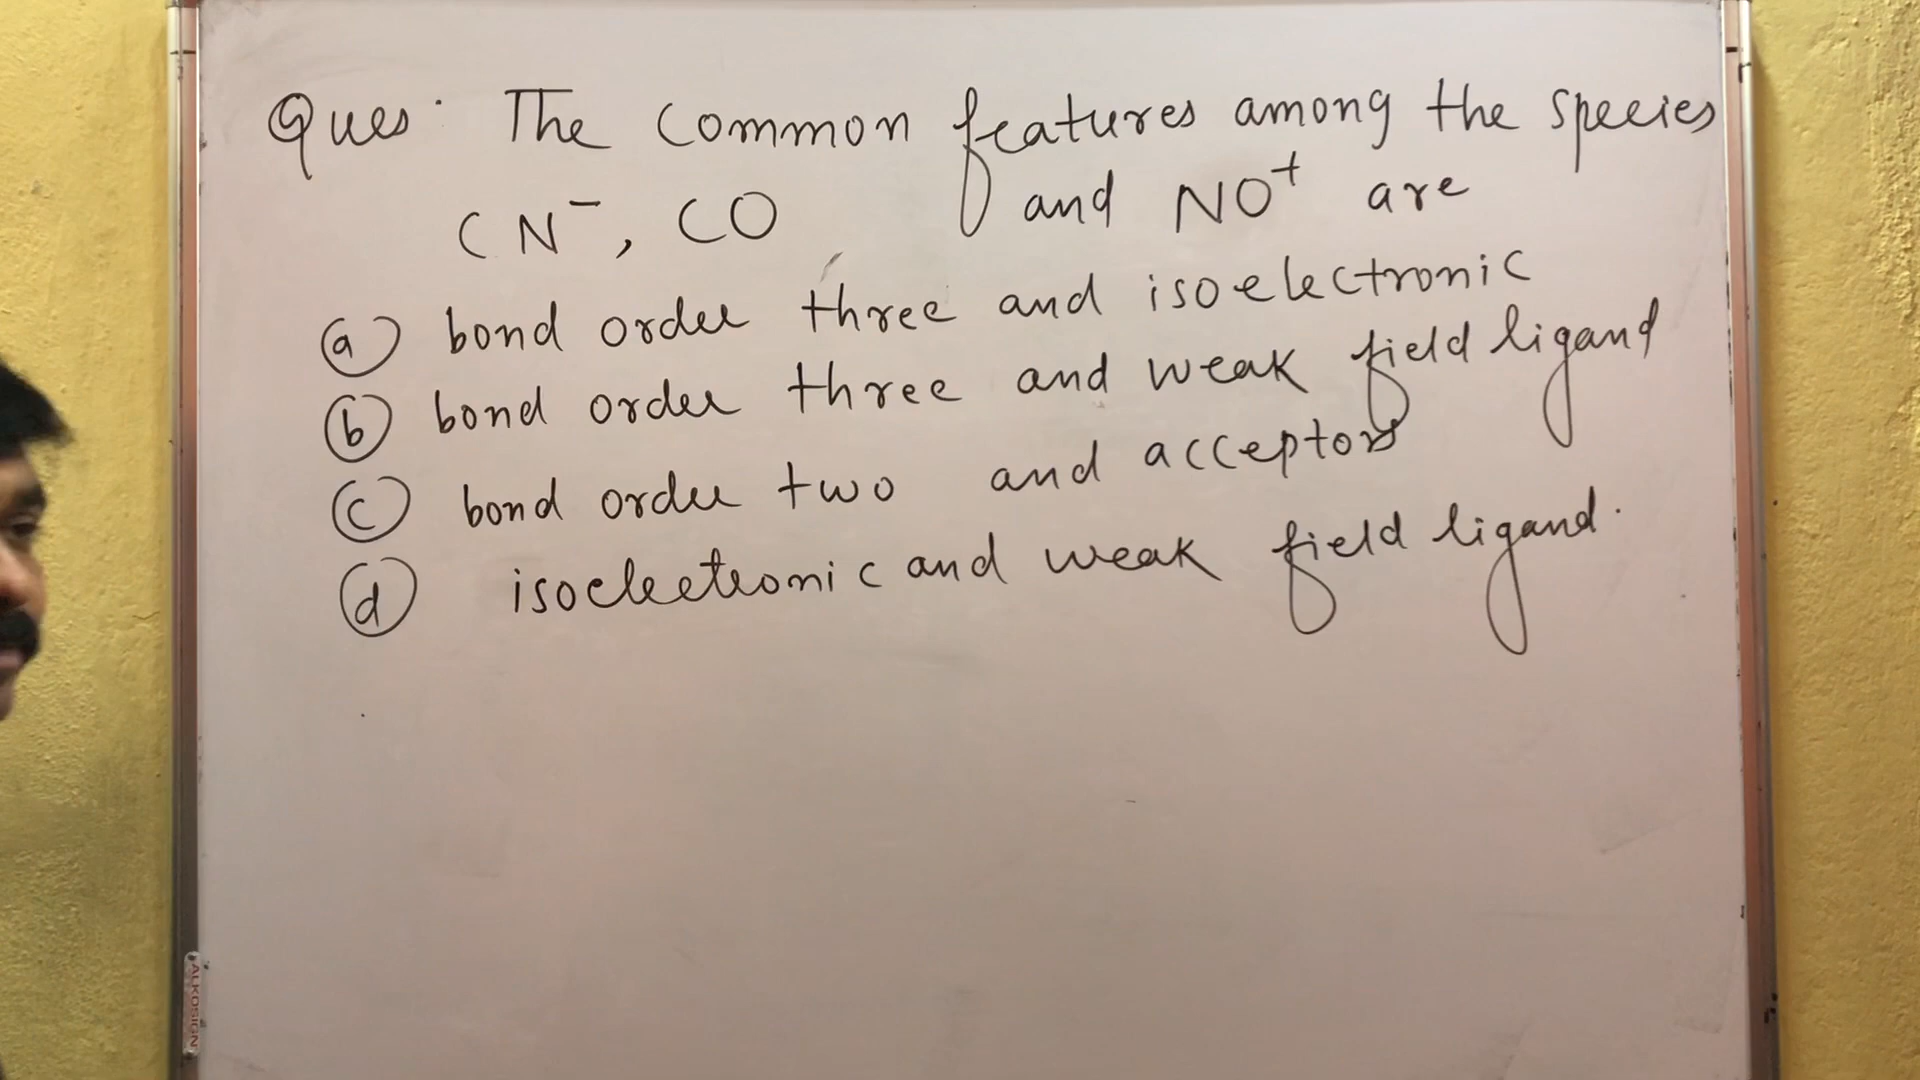 Ques: The common features among the species
CN⁻, CO and NO⁺ are
(a) bond order three and isoelectronic
(b) bond order three and weak field ligand
(c) bond order two and acceptors
(d) isoelectronic and weak field ligand.
ALKOSIGN